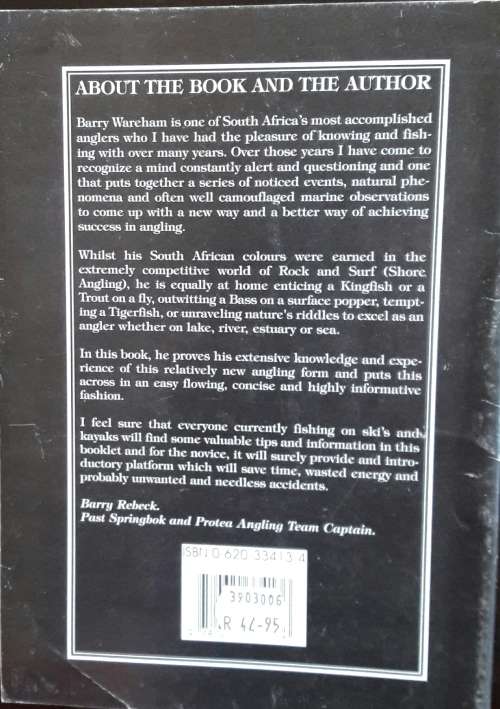 ABOUT THE BOOK AND THE AUTHOR
Barry Wareham is one of South Africa's most accomplished
anglers who I have had the pleasure of knowing and fish-
ing with over many years. Over those years I have come to
recognize a mind constantly alert and questioning and one
that puts together a series of noticed events, natural phe-
nomena and often well camouflaged marine observations
to come up with a new way and a better way of achieving
success in angling.
Whilst his South African colours were earned in the
extremely competitive world of Rock and Surf (Shore
Angling), he is equally at home enticing a Kingfish or a
Trout on a fly, outwitting a Bass on a surface popper, tempt-
ing a Tigerfish, or unraveling nature's riddles to excel as an
angler whether on lake, river, estuary or sea.
In this book, he proves his extensive knowledge and expe-
rience of this relatively new angling form and puts this
across in an easy flowing, concise and highly informative
fashion.
I feel sure that everyone currently fishing on ski's and
kayaks will find some valuable tips and information in this
booklet and for the novice, it will surely provide and intro-
ductory platform which will save time, wasted energy and
probably unwanted and needless accidents.
Barry Rebeck.
Past Springbok and Protea Angling Team Captain.
ISBN 0 620 33413 4
3903006
R 44-95